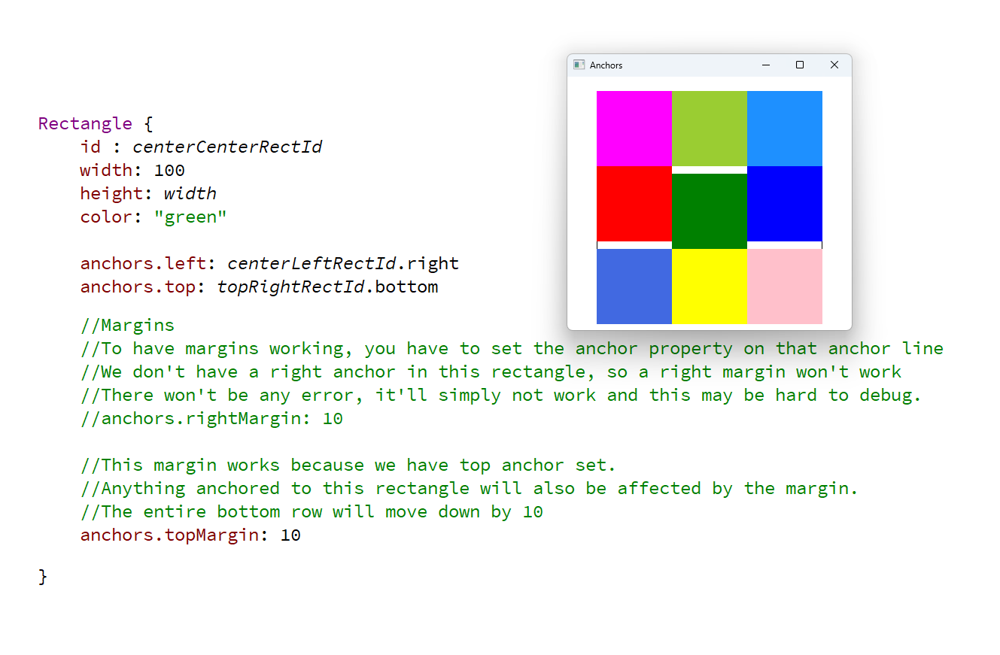 Anchors
Rectangle {
id : centerCenterRectId
width: 100
height: width
color: "green"
anchors.left: centerLeftRectId.right
anchors.top: topRightRectId.bottom
//Margins
//To have margins working, you have to set the anchor property on that anchor line
//We don't have a right anchor in this rectangle, so a right margin won't work
//There won't be any error, it'll simply not work and this may be hard to debug.
//anchors.rightMargin: 10
//This margin works because we have top anchor set.
//Anything anchored to this rectangle will also be affected by the margin.
//The entire bottom row will move down by 10
anchors.topMargin: 10
}